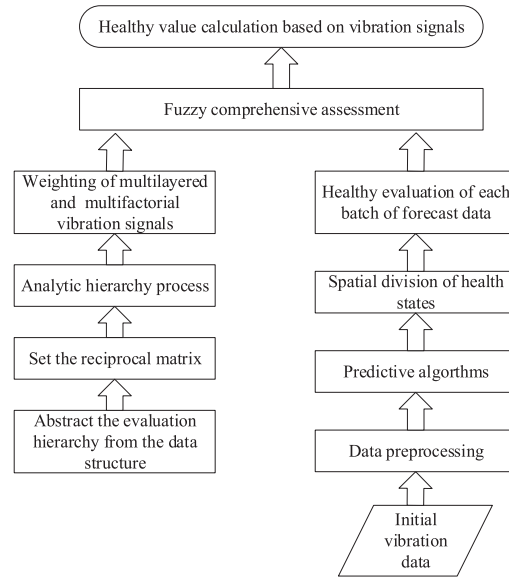 Healthy value calculation based on vibration signals
Fuzzy comprehensive assessment
Weighting of multilayered
and multifactorial
vibration signals
Analytic hierarchy process
Set the reciprocal matrix
Abstract the evaluation
hierarchy from the data
structure
Healthy evaluation of each
batch of forecast data
Spatial division of health
states
Predictive algorithms
Data preprocessing
Initial
vibration
data